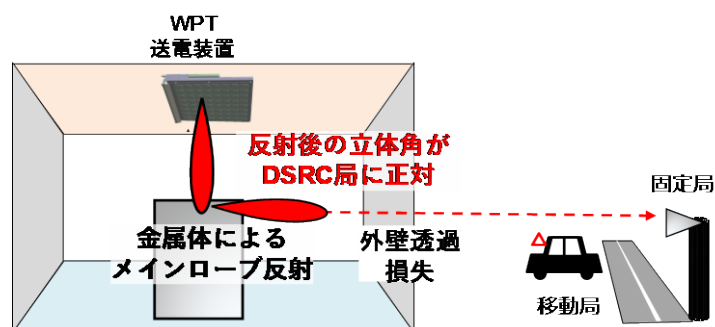 WPT
送電装置
反射後の立体角が
DSRC局に正対
固定局
金属体による
メインローブ反射
外壁透過
損失
移動局